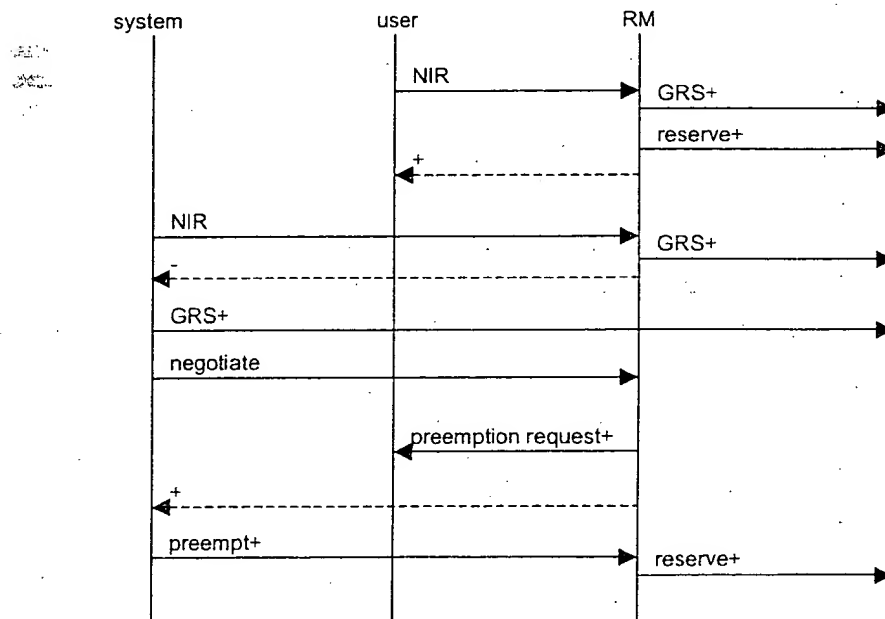 system user RM
NIR
GRS+
reserve+
+
NIR
GRS+
-
GRS+
negotiate
preemption request+
+
preempt+
reserve+